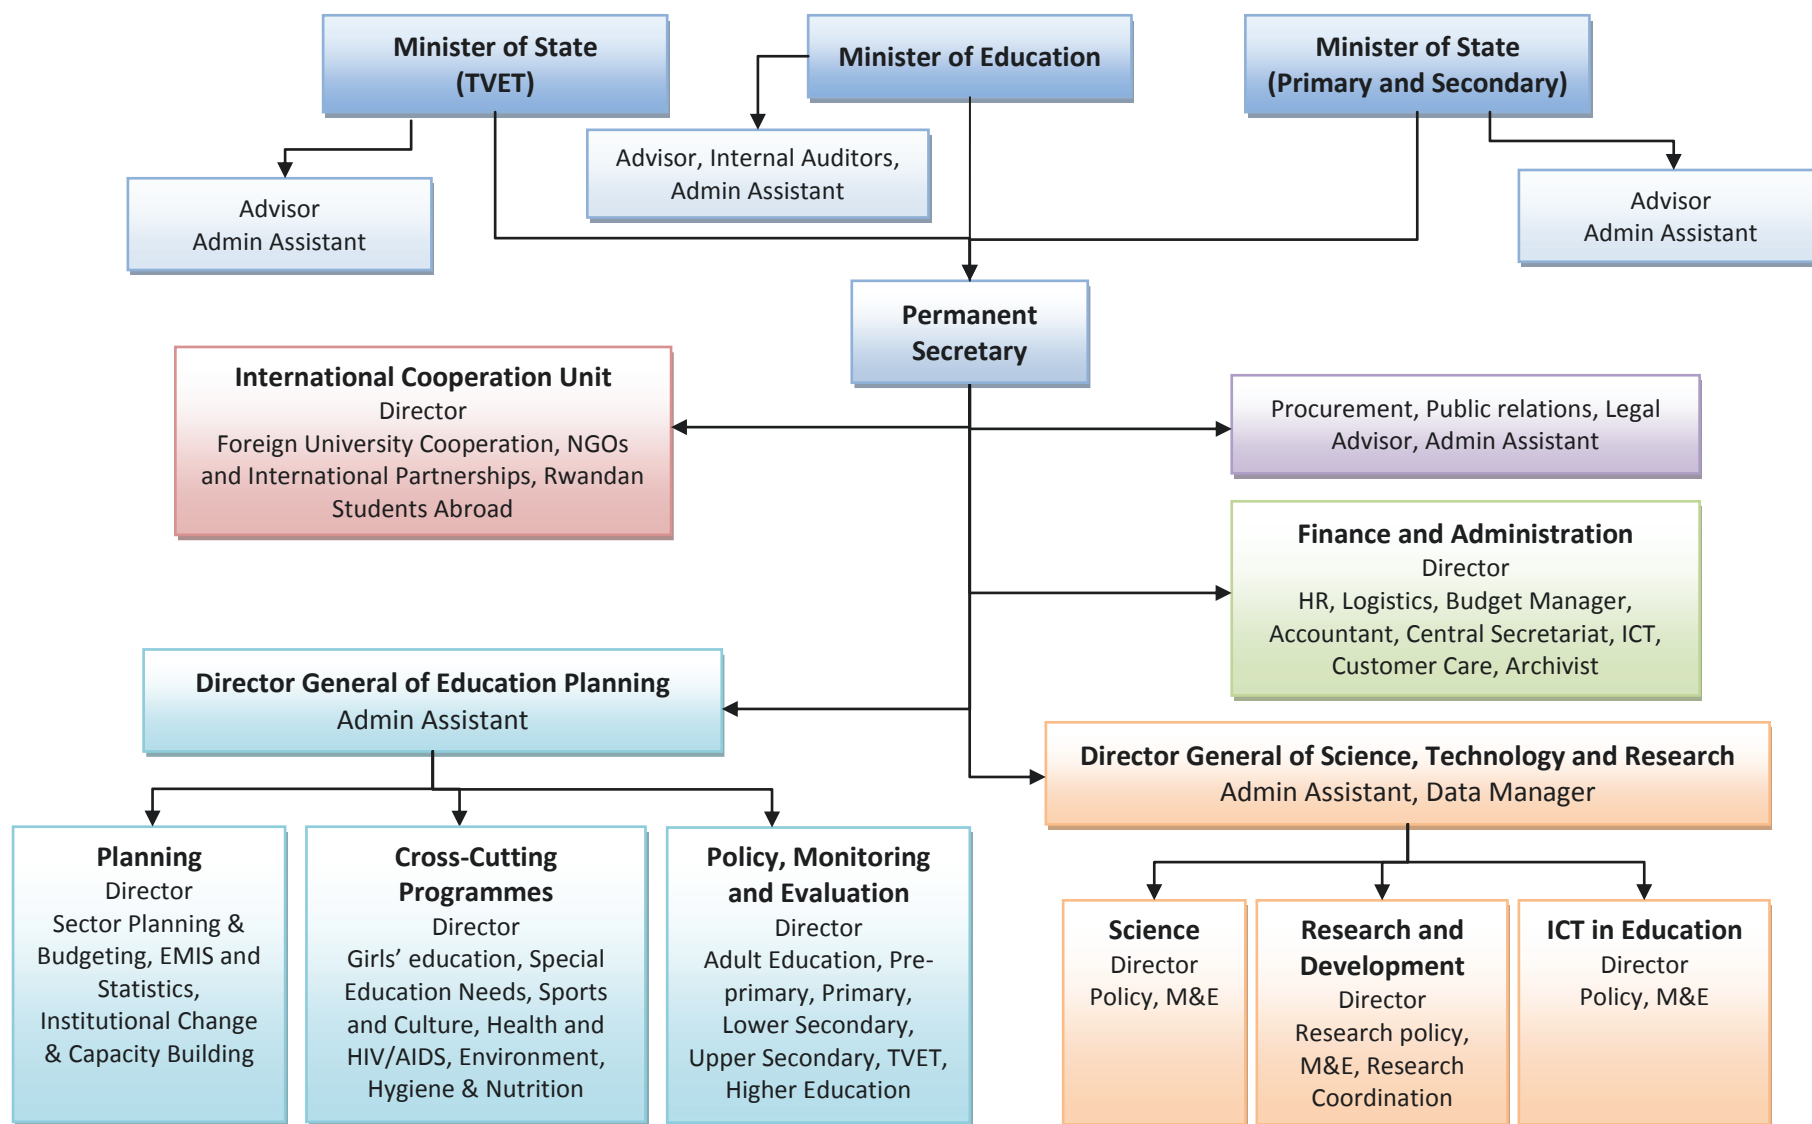 Minister of State
(TVET)
Minister of Education
Minister of State
(Primary and Secondary)
Advisor
Admin Assistant
Advisor, Internal Auditors,
Admin Assistant
Advisor
Admin Assistant
Permanent
Secretary
International Cooperation Unit
Director
Foreign University Cooperation, NGOs
and International Partnerships, Rwandan
Students Abroad
Procurement, Public relations, Legal
Advisor, Admin Assistant
Finance and Administration
Director
HR, Logistics, Budget Manager,
Accountant, Central Secretariat, ICT,
Customer Care, Archivist
Director General of Education Planning
Admin Assistant
Director General of Science, Technology and Research
Admin Assistant, Data Manager
Planning
Director
Sector Planning &
Budgeting, EMIS and
Statistics,
Institutional Change
& Capacity Building
Cross-Cutting
Programmes
Director
Girls’ education, Special
Education Needs, Sports
and Culture, Health and
HIV/AIDS, Environment,
Hygiene & Nutrition
Policy, Monitoring
and Evaluation
Director
Adult Education, Pre-
primary, Primary,
Lower Secondary,
Upper Secondary, TVET,
Higher Education
Science
Director
Policy, M&E
Research and
Development
Director
Research policy,
M&E, Research
Coordination
ICT in Education
Director
Policy, M&E